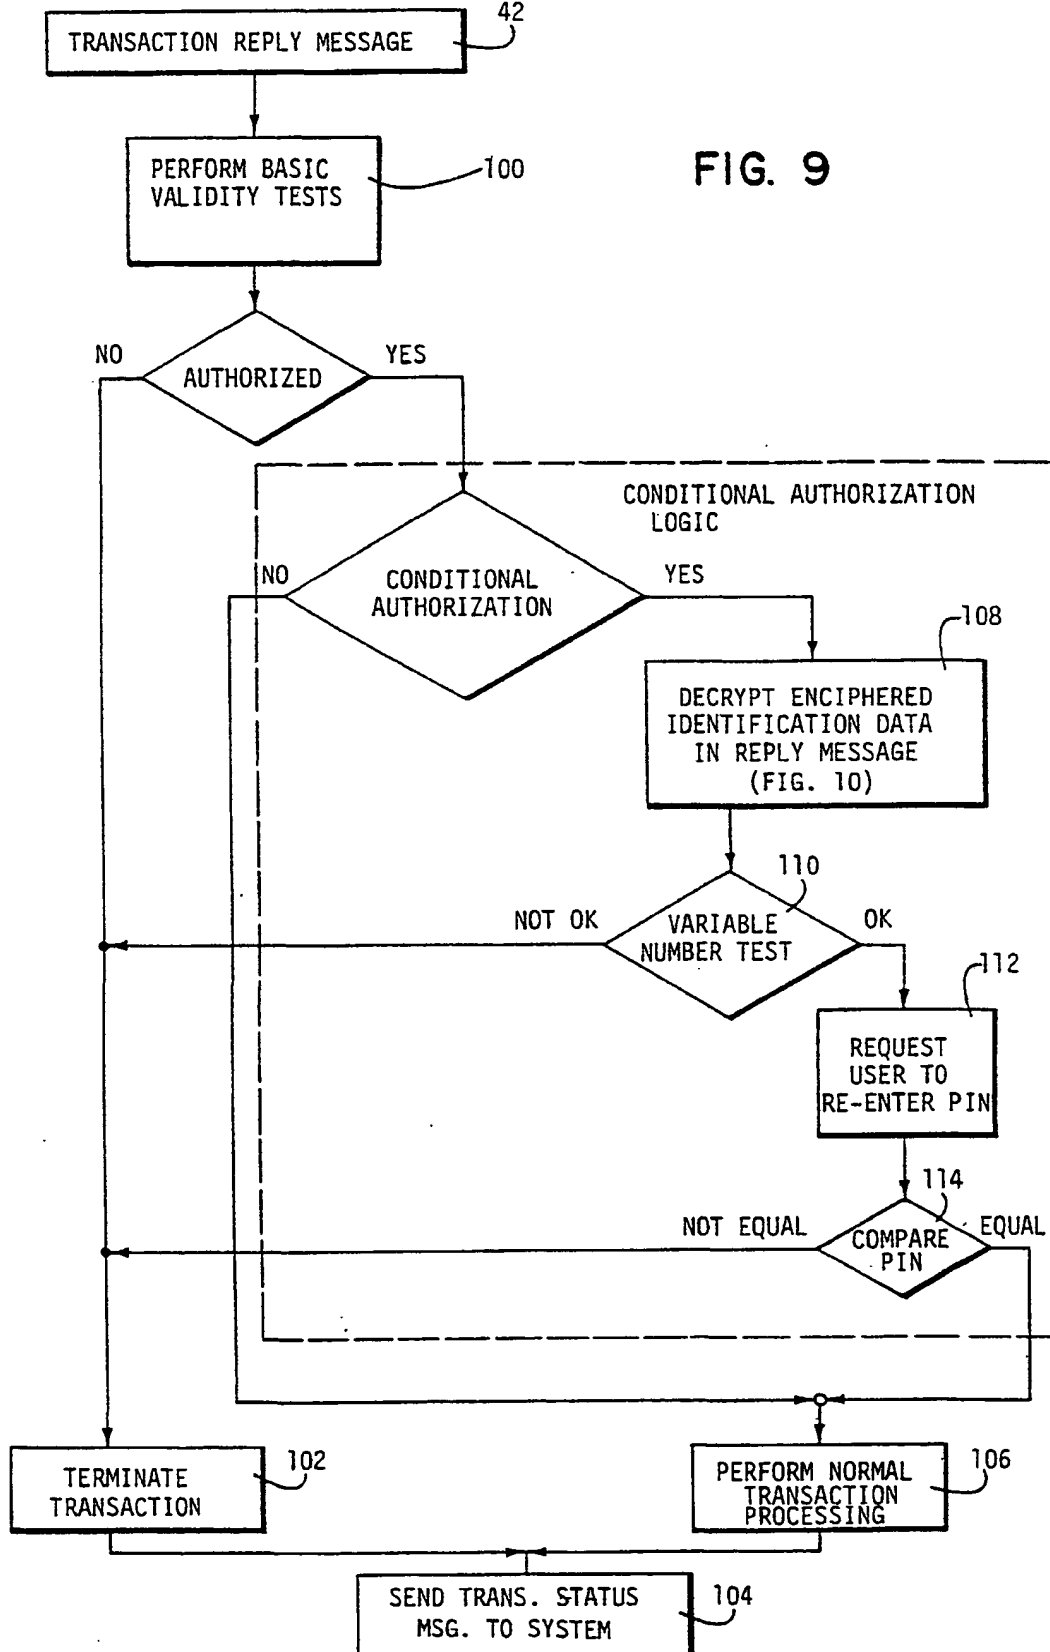 42
TRANSACTION REPLY MESSAGE
FIG. 9
PERFORM BASIC
VALIDITY TESTS
100
NO
YES
AUTHORIZED
CONDITIONAL AUTHORIZATION
LOGIC
NO
YES
CONDITIONAL
AUTHORIZATION
108
DECRYPT ENCIPHERED
IDENTIFICATION DATA
IN REPLY MESSAGE
(FIG. 10)
110
NOT OK
OK
VARIABLE
NUMBER TEST
112
REQUEST
USER TO
RE-ENTER PIN
114
NOT EQUAL
EQUAL
COMPARE
PIN
102
TERMINATE
TRANSACTION
106
PERFORM NORMAL
TRANSACTION
PROCESSING
104
SEND TRANS. STATUS
MSG. TO SYSTEM